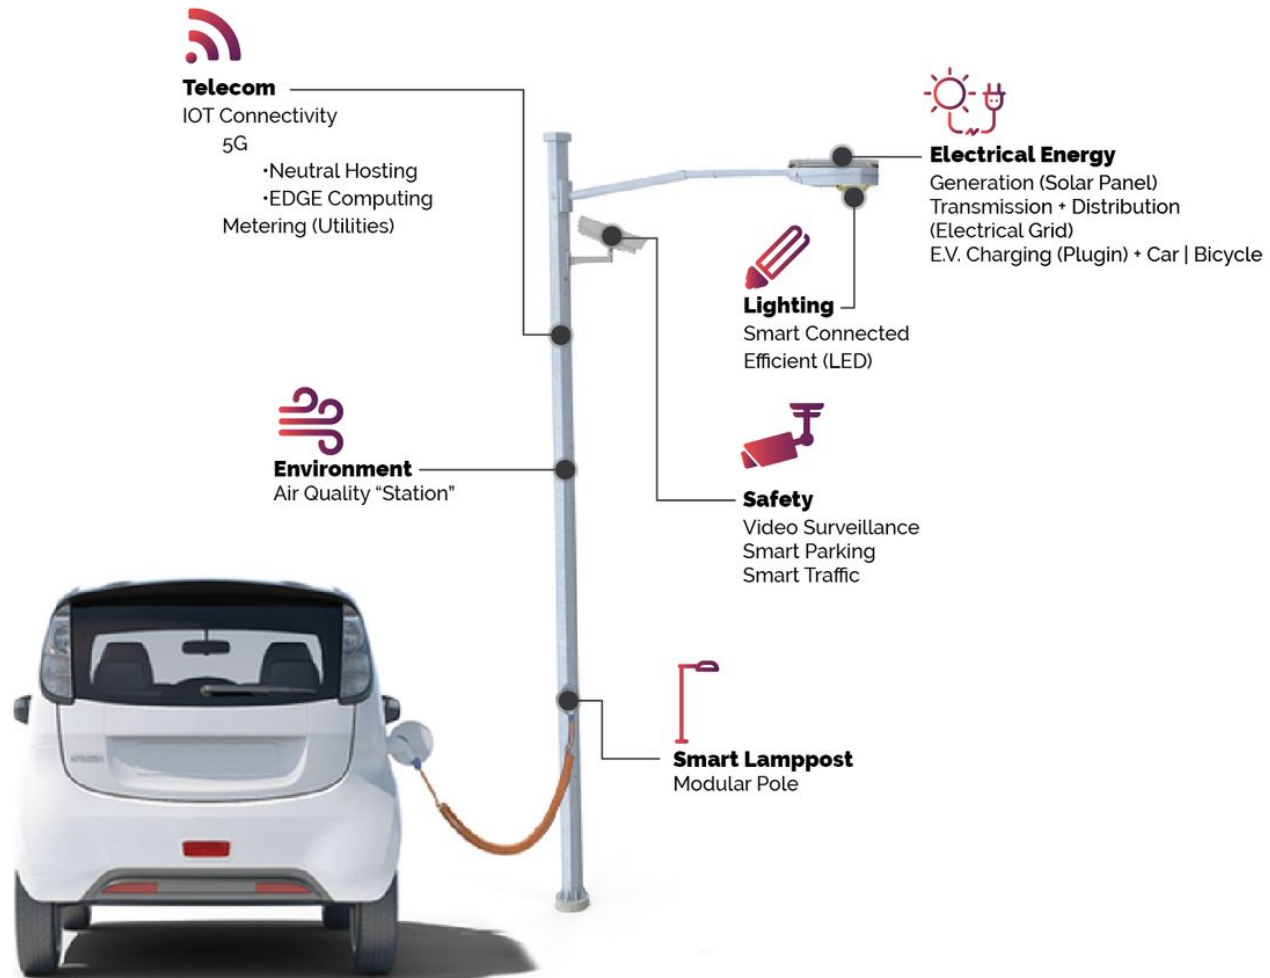 Telecom
IOT Connectivity
5G
•Neutral Hosting
•EDGE Computing
Metering (Utilities)
Electrical Energy
Generation (Solar Panel)
Transmission + Distribution
(Electrical Grid)
E.V. Charging (Plugin) + Car | Bicycle
Lighting
Smart Connected
Efficient (LED)
Environment
Air Quality “Station”
Safety
Video Surveillance
Smart Parking
Smart Traffic
Smart Lamppost
Modular Pole